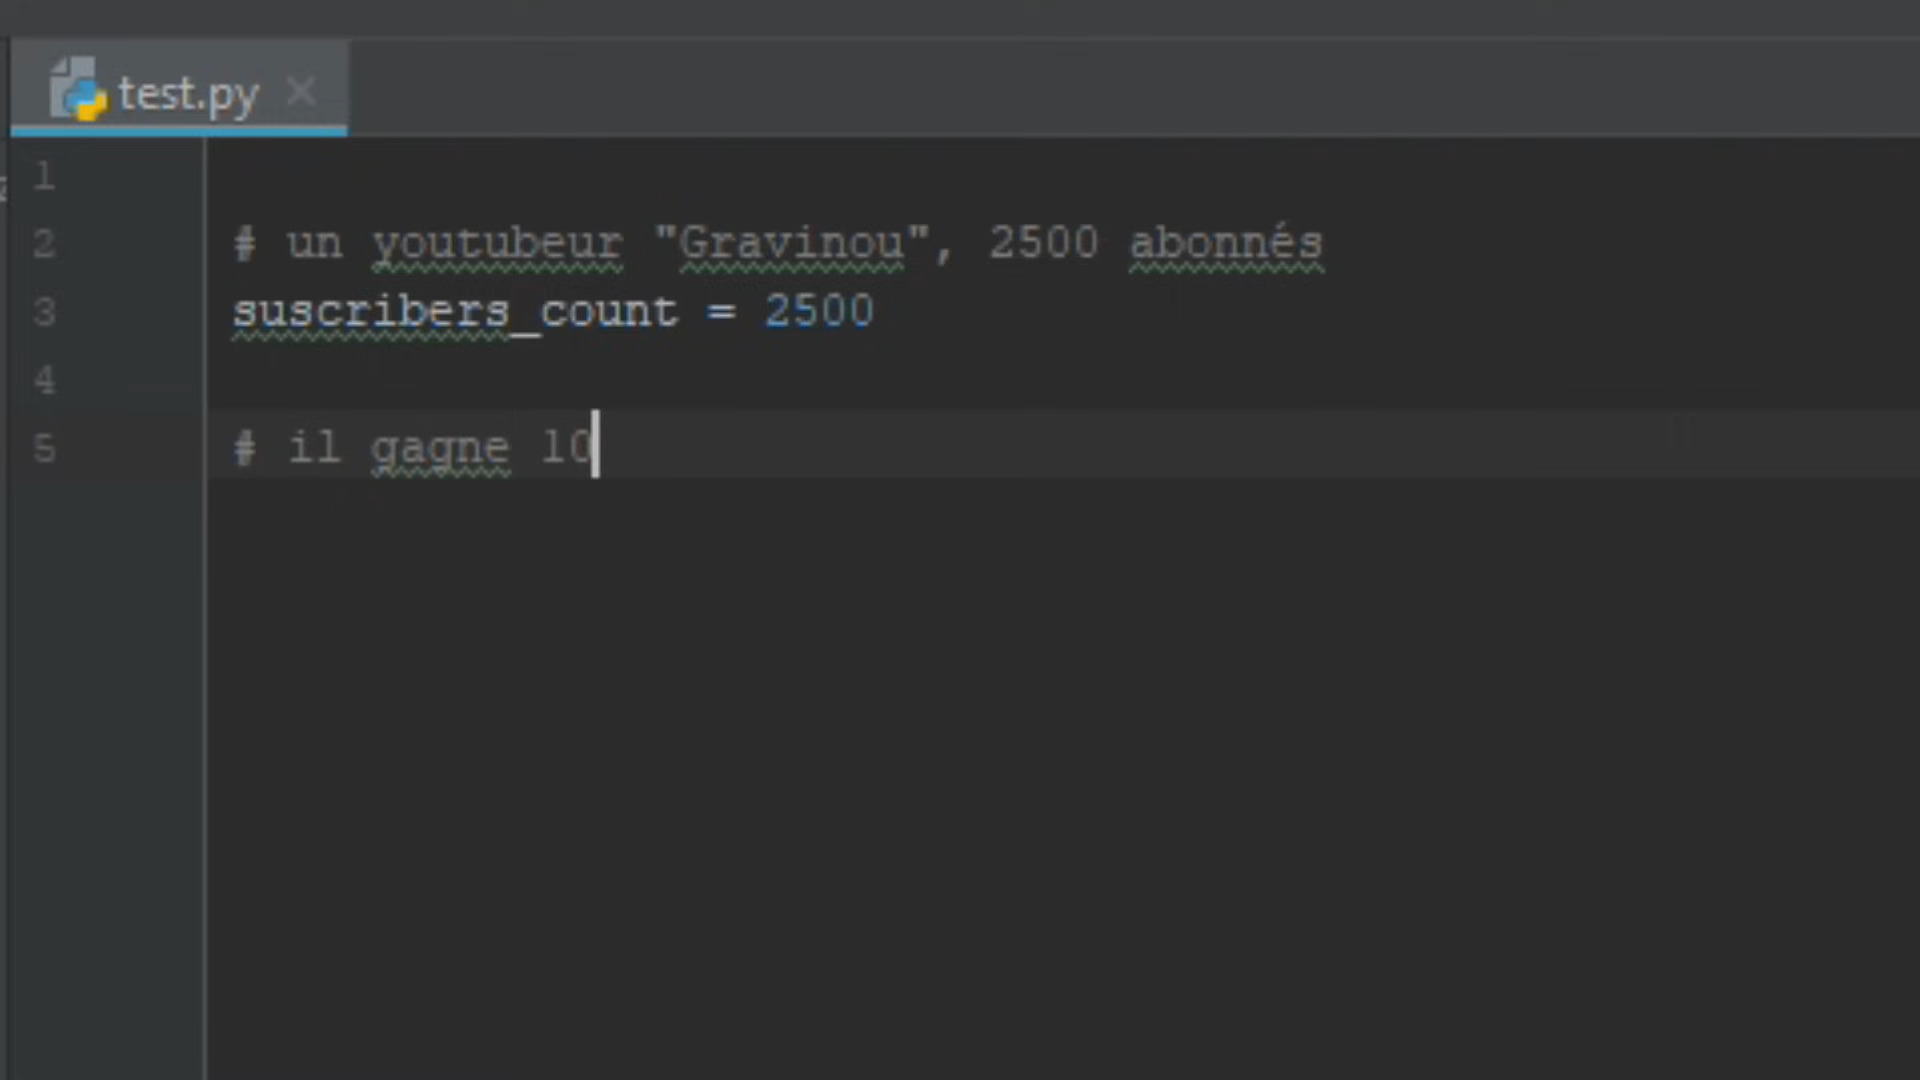 test.py
1
2 # un youtubeur "Gravinou", 2500 abonnés
3 suscribers_count = 2500
4
5 # il gagne 10